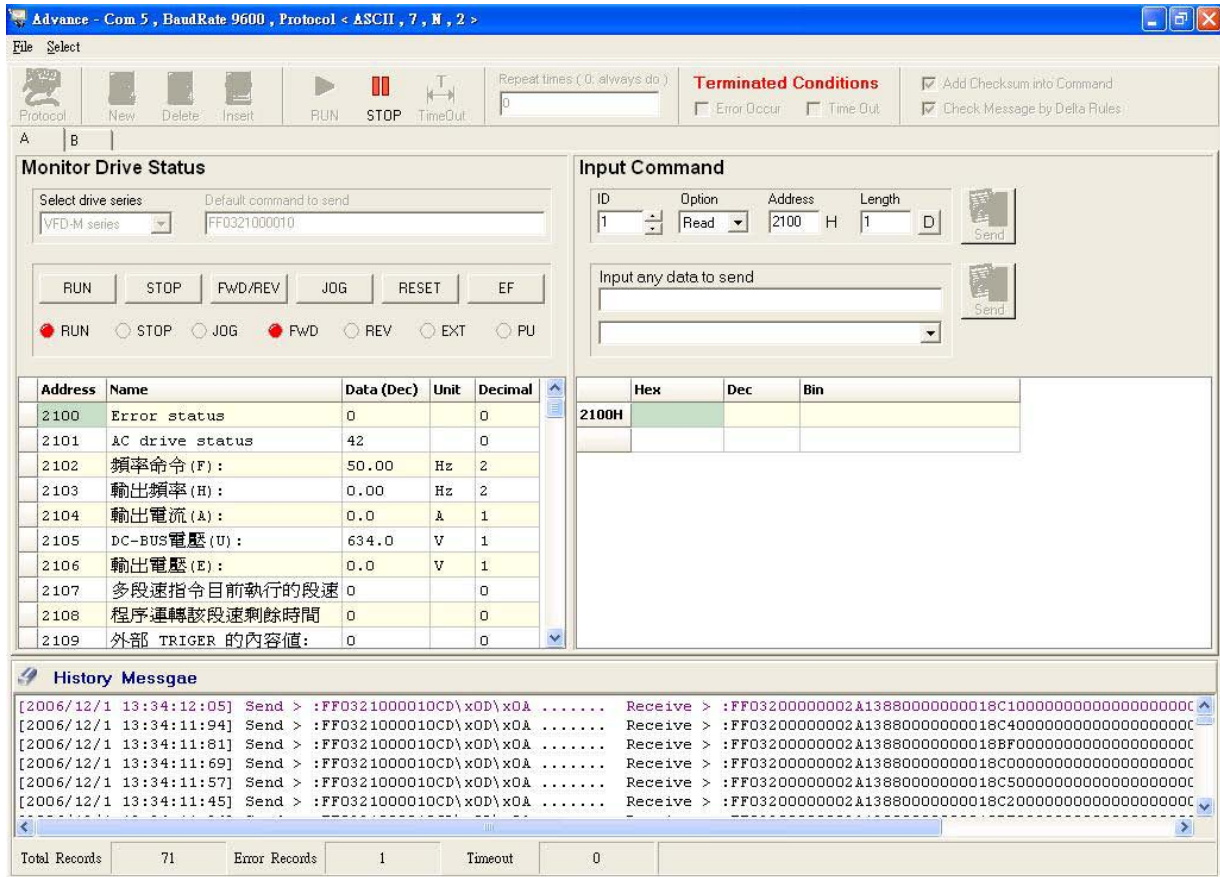 Advance - Com 5 , BaudRate 9600 , Protocol < ASCII , 7 , N , 2 >
File Select
Protocol New Delete Insert RUN STOP TimeOut
Repeat times ( 0: always do )
0
Terminated Conditions
Error Occur Time Out
Add Checksum into Command
Check Message by Delta Rules
A B
Monitor Drive Status
Select drive series Default command to send
VFD-M series FF0321000010
RUN STOP FWD/REV JOG RESET EF
RUN STOP JOG FWD REV EXT PU
Address Name Data (Dec) Unit Decimal
2100 Error status 0 0
2101 AC drive status 42 0
2102 頻率命令(F): 50.00 Hz 2
2103 輸出頻率(H): 0.00 Hz 2
2104 輸出電流(A): 0.0 A 1
2105 DC-BUS電壓(U): 634.0 V 1
2106 輸出電壓(E): 0.0 V 1
2107 多段速指令目前執行的段速 0 0
2108 程序運轉該段速剩餘時間 0 0
2109 外部 TRIGER 的內容值: 0 0
Input Command
ID Option Address Length
1 Read 2100 H 1 D Send
Input any data to send
Send
Hex Dec Bin
2100H
History Messgae
[2006/12/1 13:34:12:05] Send > :FF0321000010CD\x0D\x0A ....... Receive > :FF03200000002A13880000000018C1000000000000000000
[2006/12/1 13:34:11:94] Send > :FF0321000010CD\x0D\x0A ....... Receive > :FF03200000002A13880000000018C4000000000000000000
[2006/12/1 13:34:11:81] Send > :FF0321000010CD\x0D\x0A ....... Receive > :FF03200000002A13880000000018BF000000000000000000
[2006/12/1 13:34:11:69] Send > :FF0321000010CD\x0D\x0A ....... Receive > :FF03200000002A13880000000018C0000000000000000000
[2006/12/1 13:34:11:57] Send > :FF0321000010CD\x0D\x0A ....... Receive > :FF03200000002A13880000000018C5000000000000000000
[2006/12/1 13:34:11:45] Send > :FF0321000010CD\x0D\x0A ....... Receive > :FF03200000002A13880000000018C2000000000000000000
Total Records 71 Error Records 1 Timeout 0